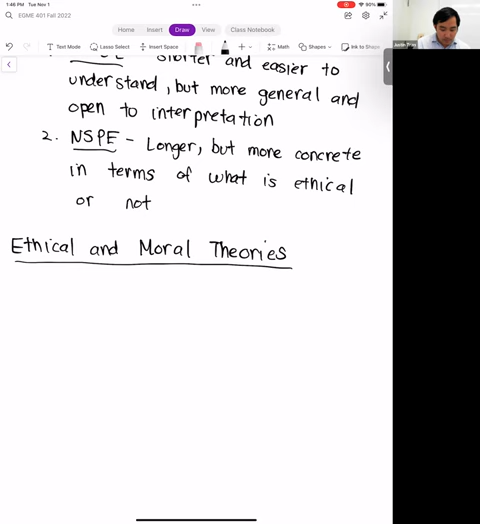 1:46 PM Tue Nov 1
90%
EGME 401 Fall 2022
Home Insert Draw View Class Notebook
Text Mode Lasso Select Insert Space Math Shapes Ink to Shape
shorter and easier to
understand, but more general and
open to interpretation
2. NSPE - Longer, but more concrete
in terms of what is ethical
or not
Ethical and Moral Theories